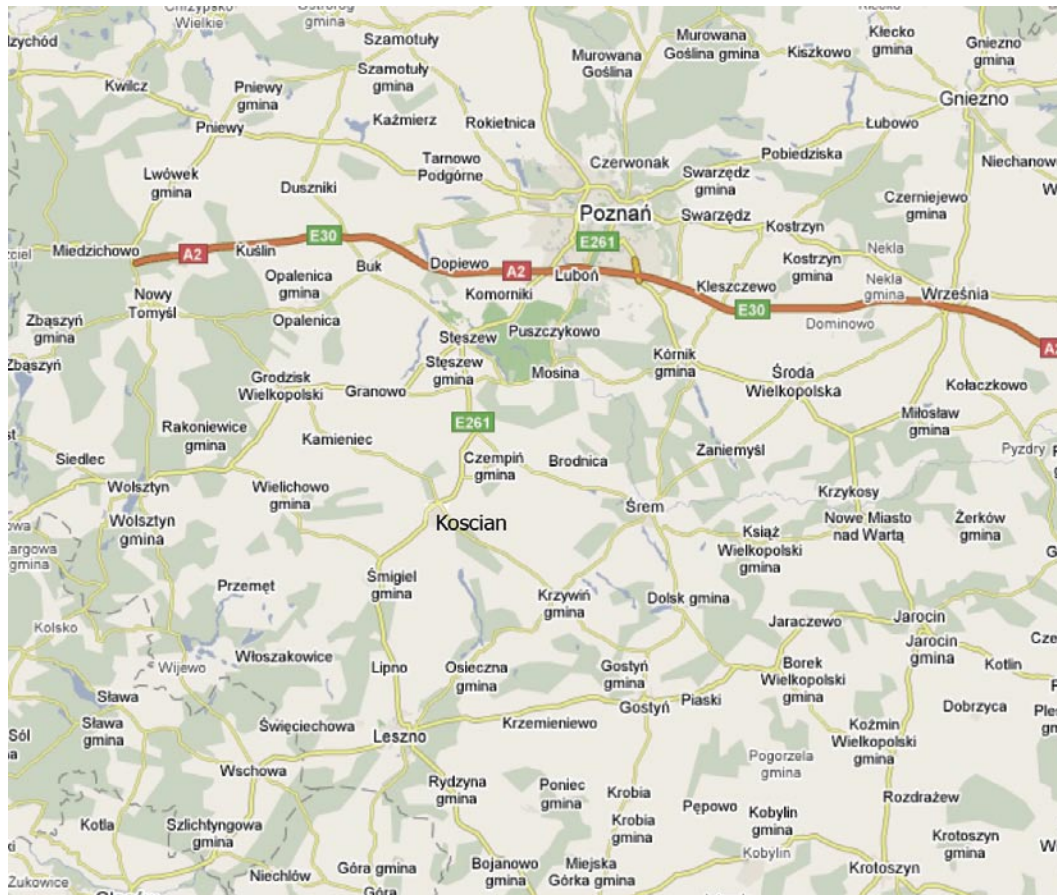 Wielkie
gmina
Szamotuły
Murowana
Goślina
Murowana
Goślina gmina
Kiszkowo
Kłecko
gmina
Gniezno
gmina
Kwilcz
Pniewy
gmina
Szamotuły
gmina
Gniezno
Pniewy
Kaźmierz
Rokietnica
Łubowo
Lwówek
gmina
Duszniki
Tarnowo
Podgórne
Czerwonak
Swarzędz
gmina
Pobiedziska
Niechanowo
Czerniejewo
gmina
Poznań
Swarzędz
Kostrzyn
Miedzichowo
A2
Kuślin
E30
E261
Nekla
Buk
Dopiewo
A2
Luboń
Kostrzyn
gmina
Opalenica
gmina
Komorniki
Kleszczewo
Nekla
gmina
Września
Nowy
Tomyśl
E30
Zbąszyń
gmina
Opalenica
Stęszew
Puszczykowo
Dominowo
Zbąszyń
Stęszew
gmina
Mosina
Kórnik
gmina
Środa
Wielkopolska
Grodzisk
Wielkopolski
Granowo
Kołaczkowo
Rakoniewice
gmina
Kamieniec
E261
Miłosław
gmina
Siedlec
Czempiń
gmina
Brodnica
Zaniemyśl
Pyzdry
Wolsztyn
Wielichowo
gmina
Krzykosy
Wolsztyn
gmina
Koscian
Śrem
Książ
Wielkopolski
gmina
Nowe Miasto
nad Wartą
Żerków
gmina
Przemęt
Śmigiel
gmina
Krzywiń
gmina
Dolsk gmina
Jaraczewo
Jarocin
Kolsko
Jarocin
gmina
Włoszakowice
Wijewo
Lipno
Osieczna
gmina
Gostyń
gmina
Borek
Wielkopolski
gmina
Kotlin
Sława
Piaski
Gostyń
Dobrzyca
Sława
gmina
Święciechowa
Krzemieniewo
Leszno
Koźmin
Wielkopolski
gmina
Wschowa
Rydzyna
gmina
Poniec
gmina
Pogorzela
gmina
Krobia
Pępowo
Rozdrażew
Kotla
Szlichtyngowa
gmina
Krobia
gmina
Kobylin
gmina
Krotoszyn
gmina
Kobylin
Niechlów
Góra gmina
Bojanowo
gmina
Miejska
Górka gmina
Krotoszyn
Żukowice
Góra